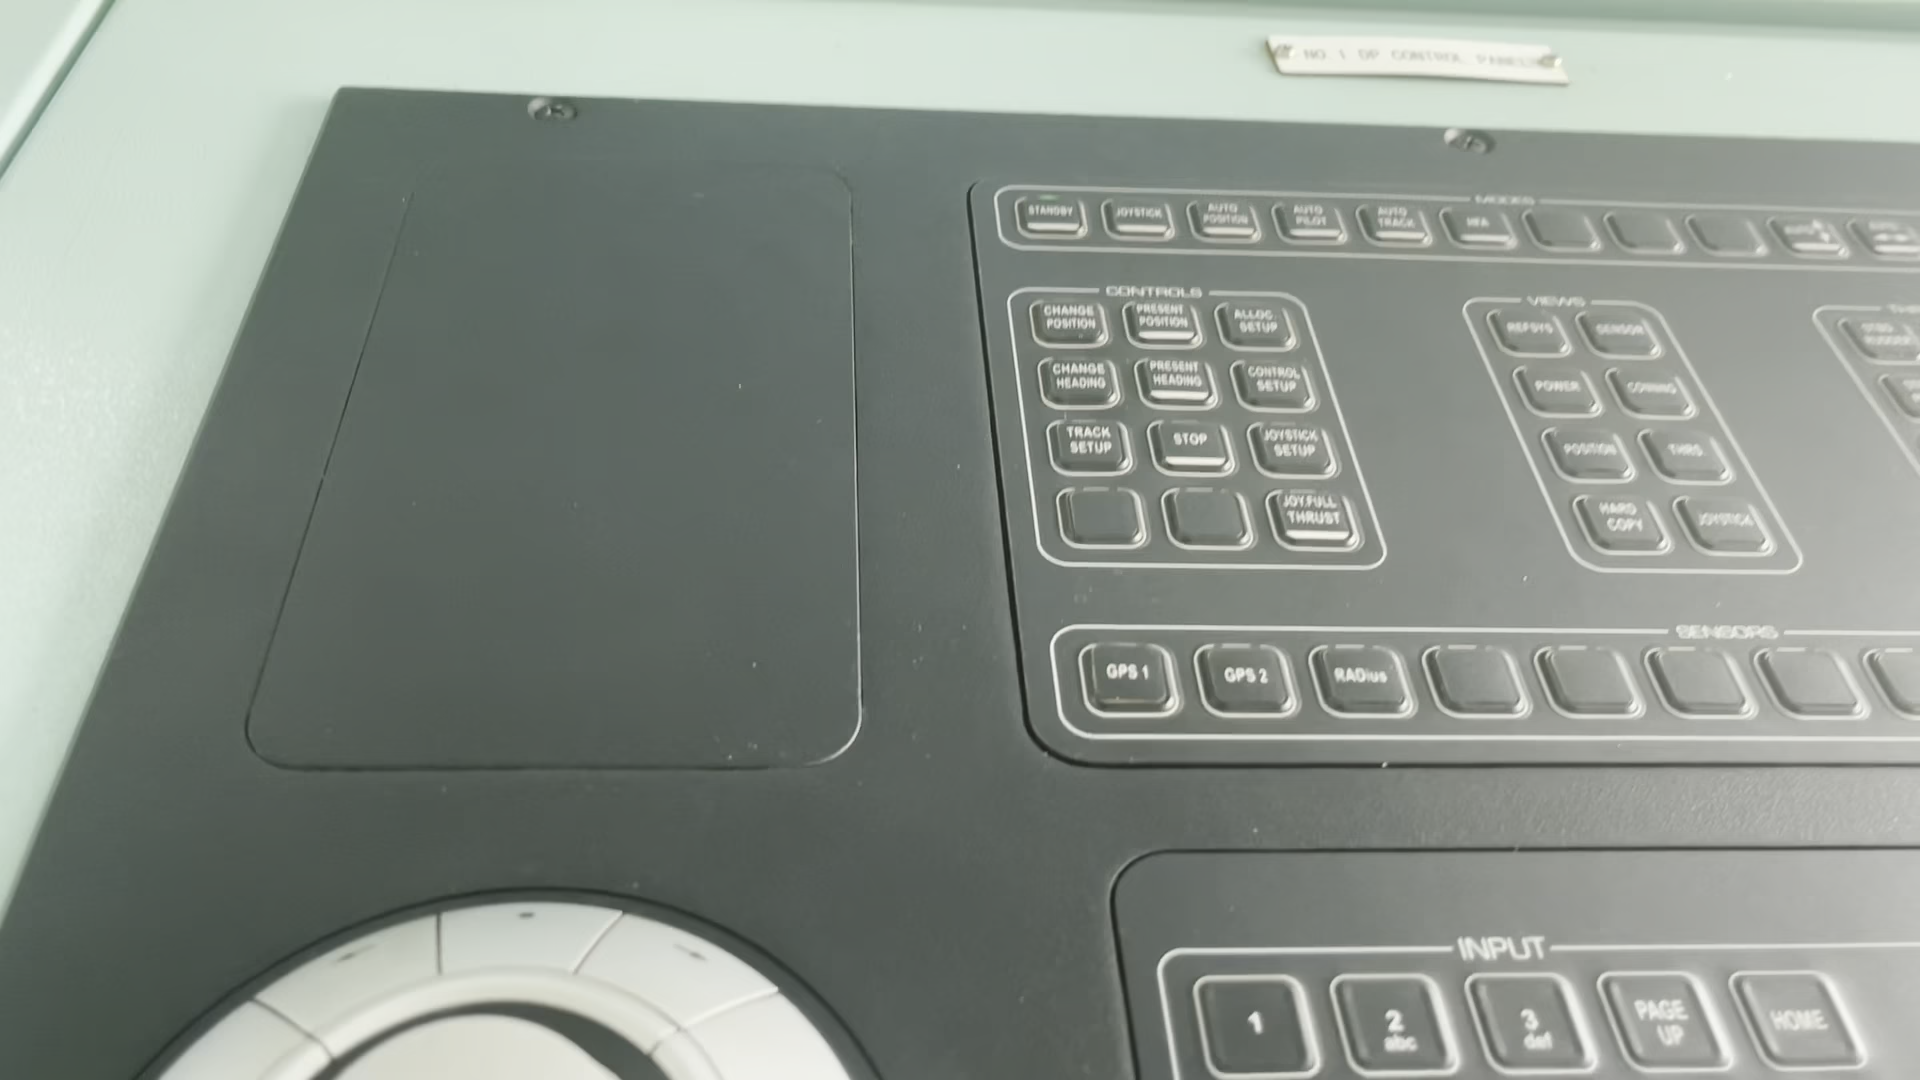 NO. 1 DP CONTROL PANEL
MODES
STANDBY
JOYSTICK
AUTO
POSITION
AUTO
PILOT
AUTO
TRACK
CONTROLS
CHANGE
POSITION
PRESENT
POSITION
ALLOC.
SETUP
CHANGE
HEADING
PRESENT
HEADING
CONTROL
SETUP
TRACK
SETUP
STOP
JOYSTICK
SETUP
JOY.FULL
THRUST
VIEWS
REFSYS
SENSOR
POWER
CONNING
POSITION
THRS
HARD
COPY
JOYSTICK
SENSORS
GPS 1
GPS 2
RADius
INPUT
1
2
abc
3
def
PAGE
UP
HOME